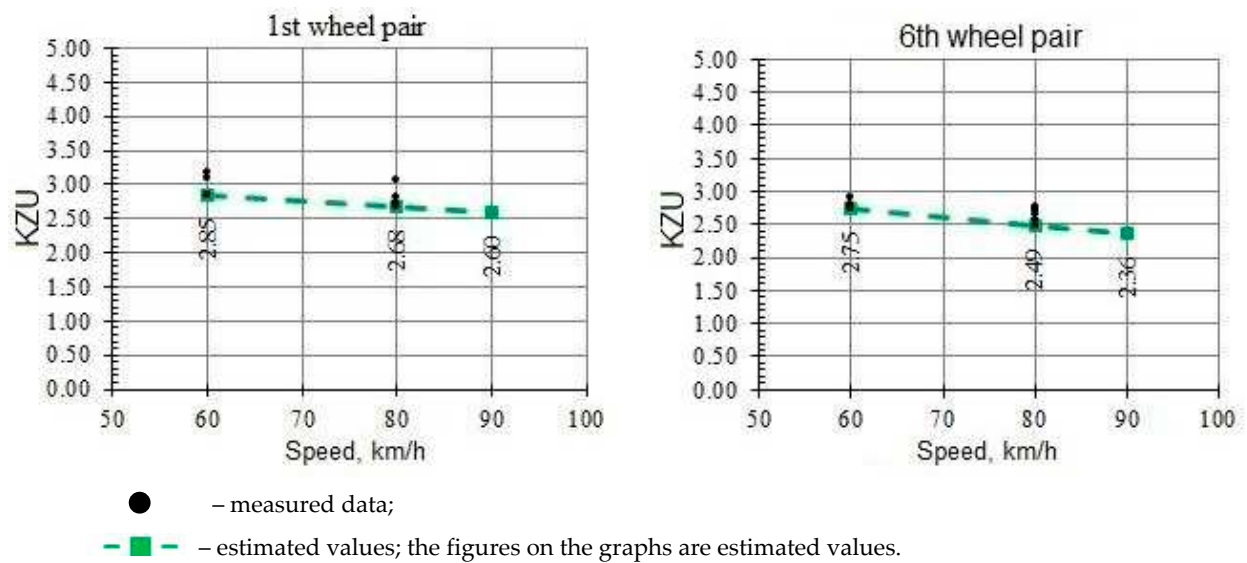 1st wheel pair
5.00
4.50
4.00
3.50
3.00
2.50
2.00
1.50
1.00
0.50
0.00
KZU
2.85
2.68
2.60
50 60 70 80 90 100
Speed, km/h
6th wheel pair
5.00
4.50
4.00
3.50
3.00
2.50
2.00
1.50
1.00
0.50
0.00
KZU
2.75
2.49
2.36
50 60 70 80 90 100
Speed, km/h
– measured data;
– estimated values; the figures on the graphs are estimated values.